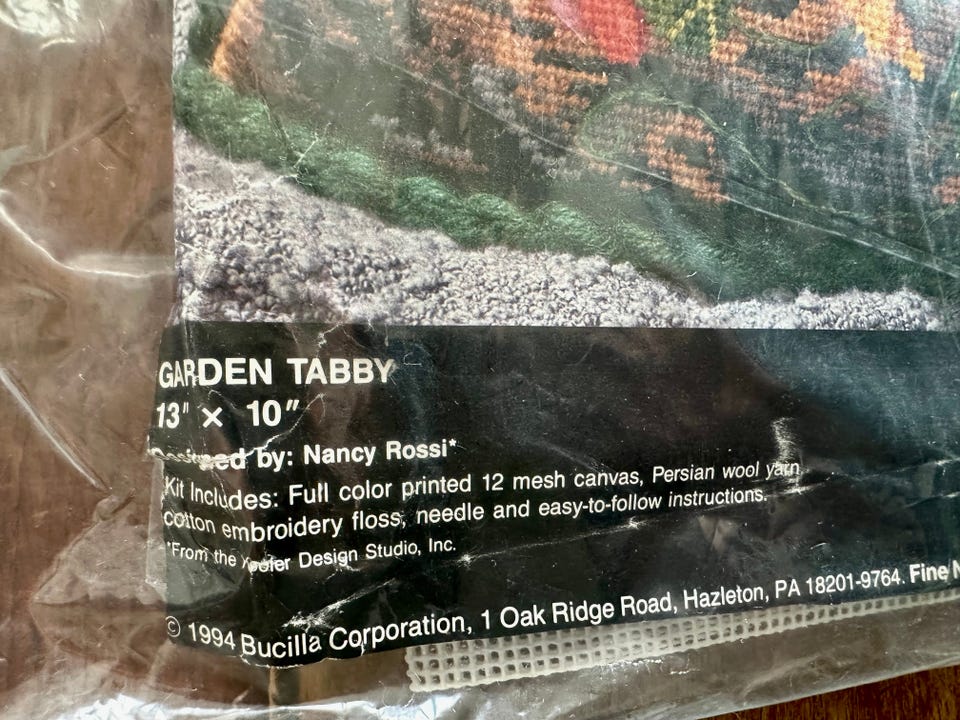 GARDEN TABBY
13" × 10"
Designed by: Nancy Rossi*
Kit Includes: Full color printed 12 mesh canvas, Persian wool yarn,
cotton embroidery floss, needle and easy-to-follow instructions.
*From the Design Studio, Inc.
© 1994 Bucilla Corporation, 1 Oak Ridge Road, Hazleton, PA 18201-9764. Fine